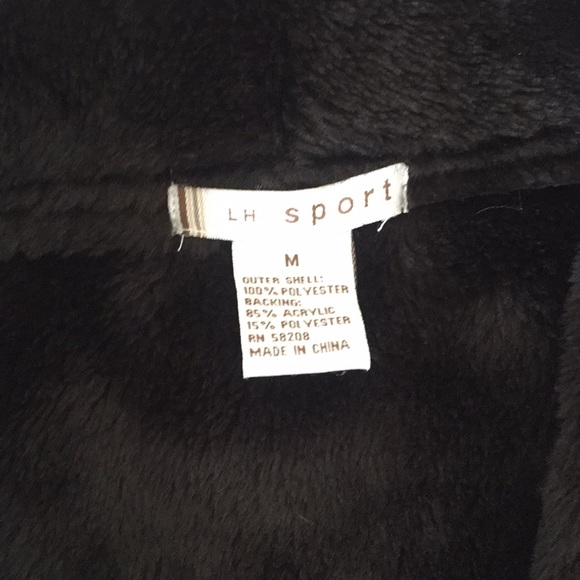 LH sport
M
OUTER SHELL:
100% POLYESTER
BACKING:
85% ACRYLIC
15% POLYESTER
RN 58208
MADE IN CHINA